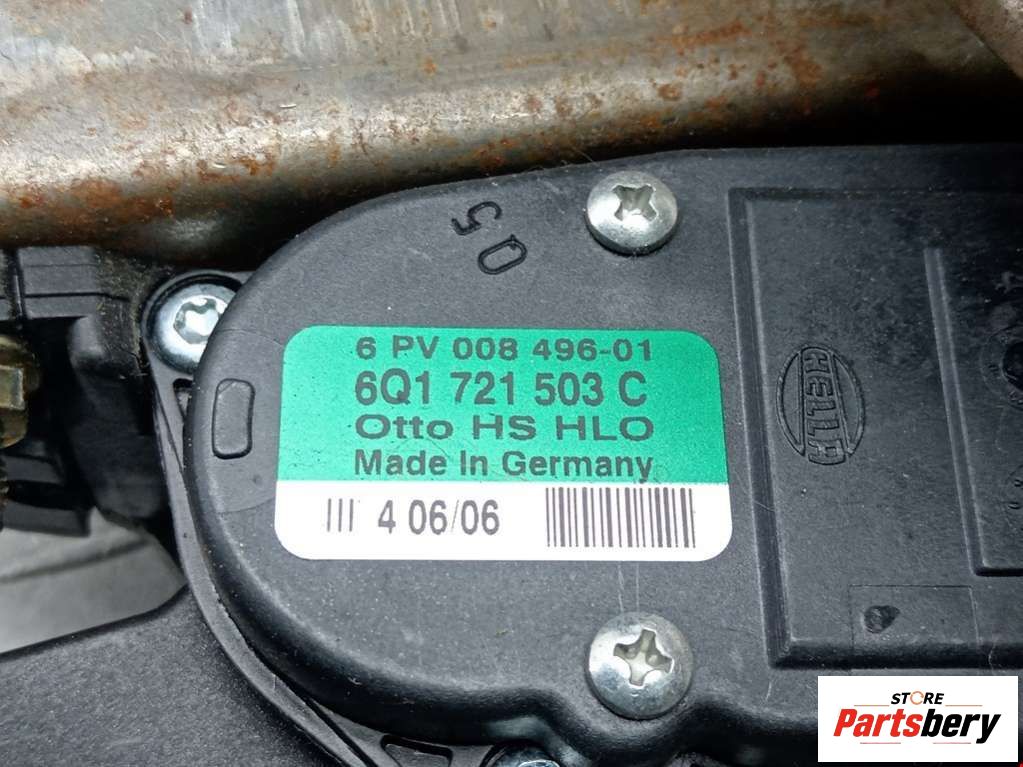 05
6 PV 008 496-01
6Q1 721 503 C
Otto HS HLO
Made In Germany
III 4 06/06
HELLA
STORE
Partsbery